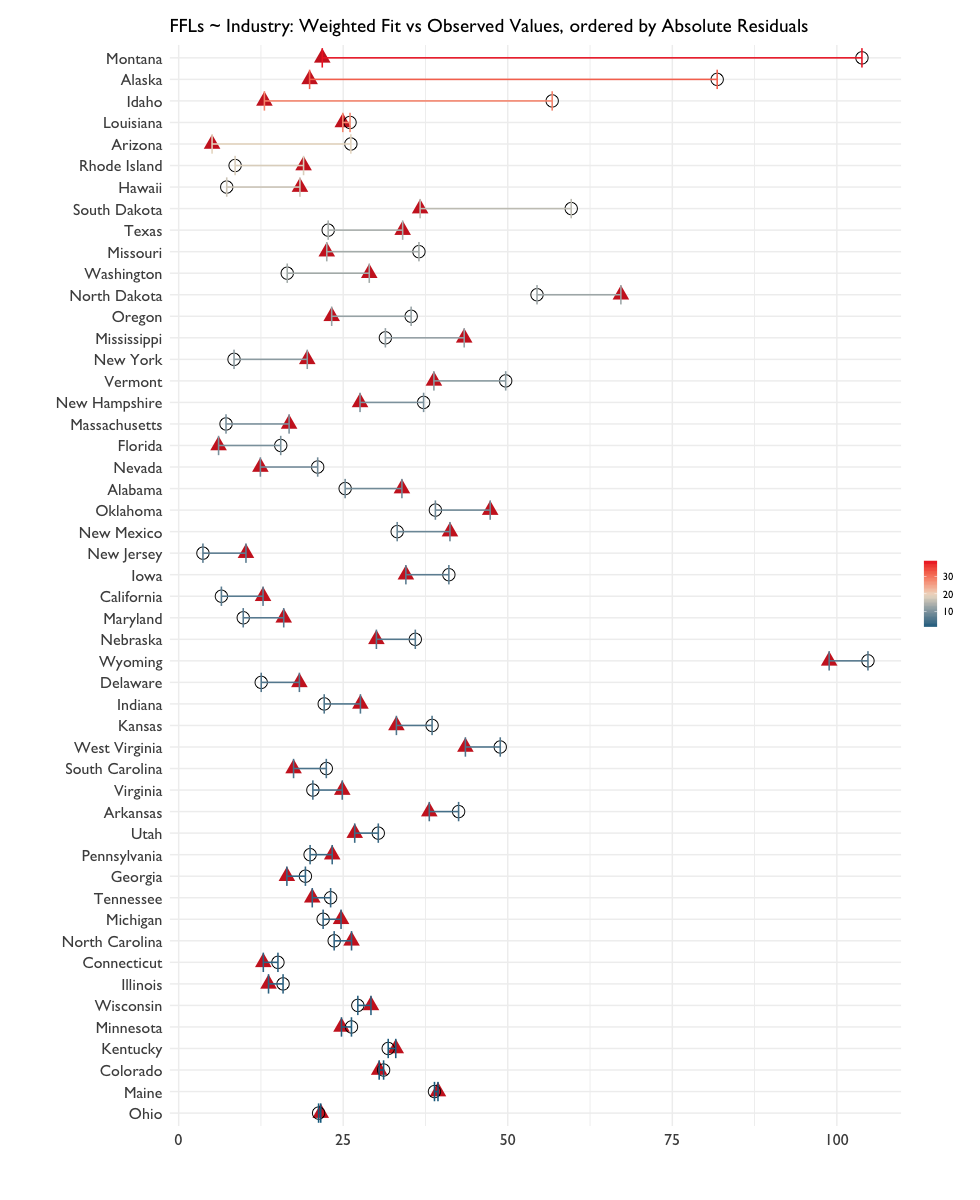 FFLs ~ Industry: Weighted Fit vs Observed Values, ordered by Absolute Residuals
Montana
Alaska
Idaho
Louisiana
Arizona
Rhode Island
Hawaii
South Dakota
Texas
Missouri
Washington
North Dakota
Oregon
Mississippi
New York
Vermont
New Hampshire
Massachusetts
Florida
Nevada
Alabama
Oklahoma
New Mexico
New Jersey
Iowa
California
Maryland
Nebraska
Wyoming
Delaware
Indiana
Kansas
West Virginia
South Carolina
Virginia
Arkansas
Utah
Pennsylvania
Georgia
Tennessee
Michigan
North Carolina
Connecticut
Illinois
Wisconsin
Minnesota
Kentucky
Colorado
Maine
Ohio
0 25 50 75 100
30
20
10